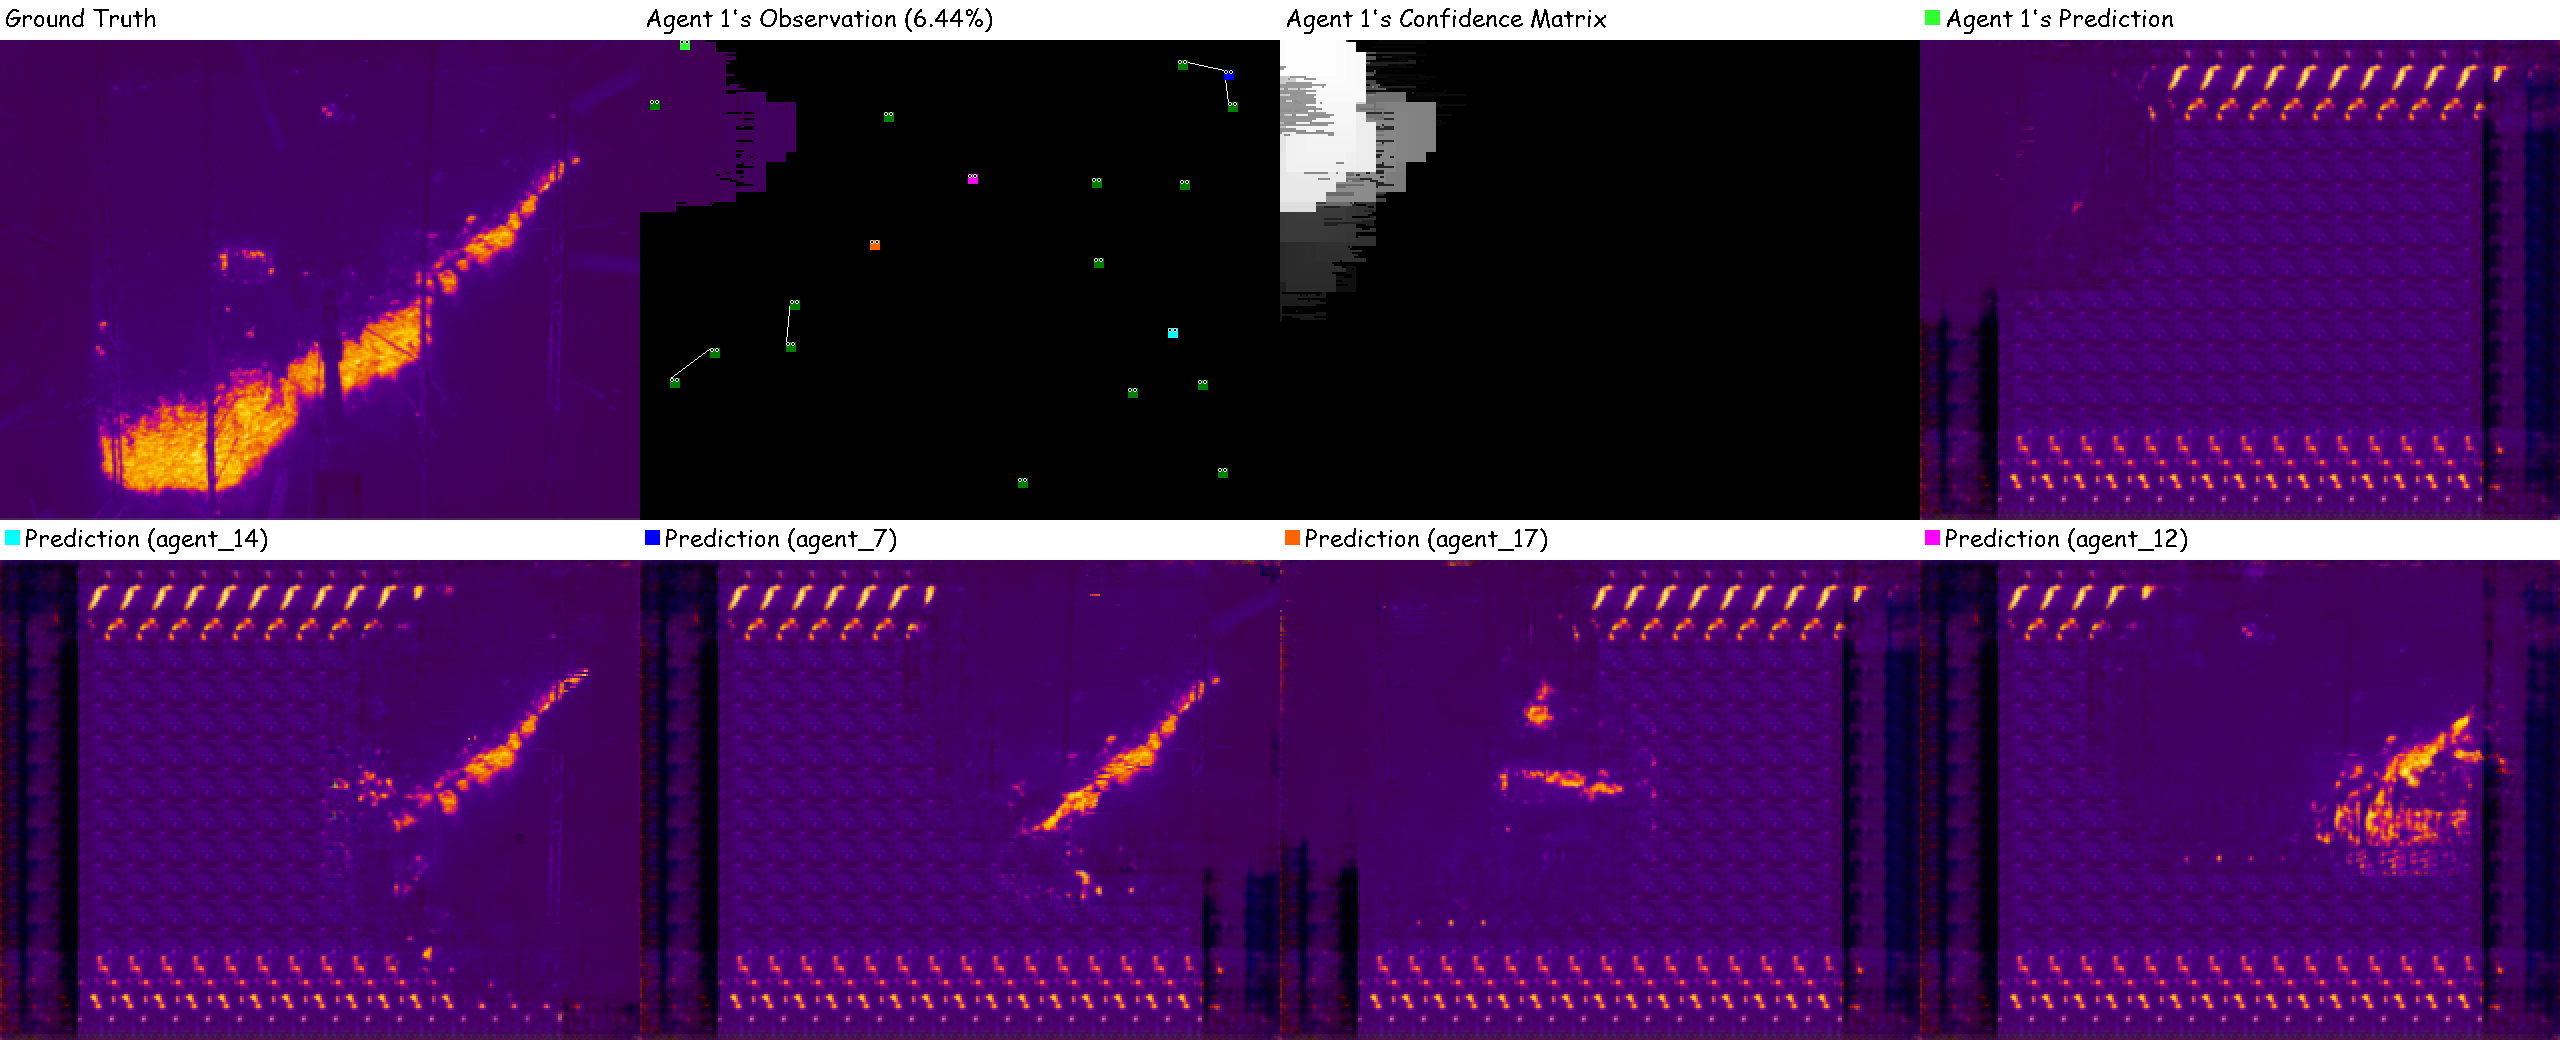 Ground Truth
Agent 1's Observation (6.44%)
Agent 1's Confidence Matrix
Agent 1's Prediction
Prediction (agent_14)
Prediction (agent_7)
Prediction (agent_17)
Prediction (agent_12)